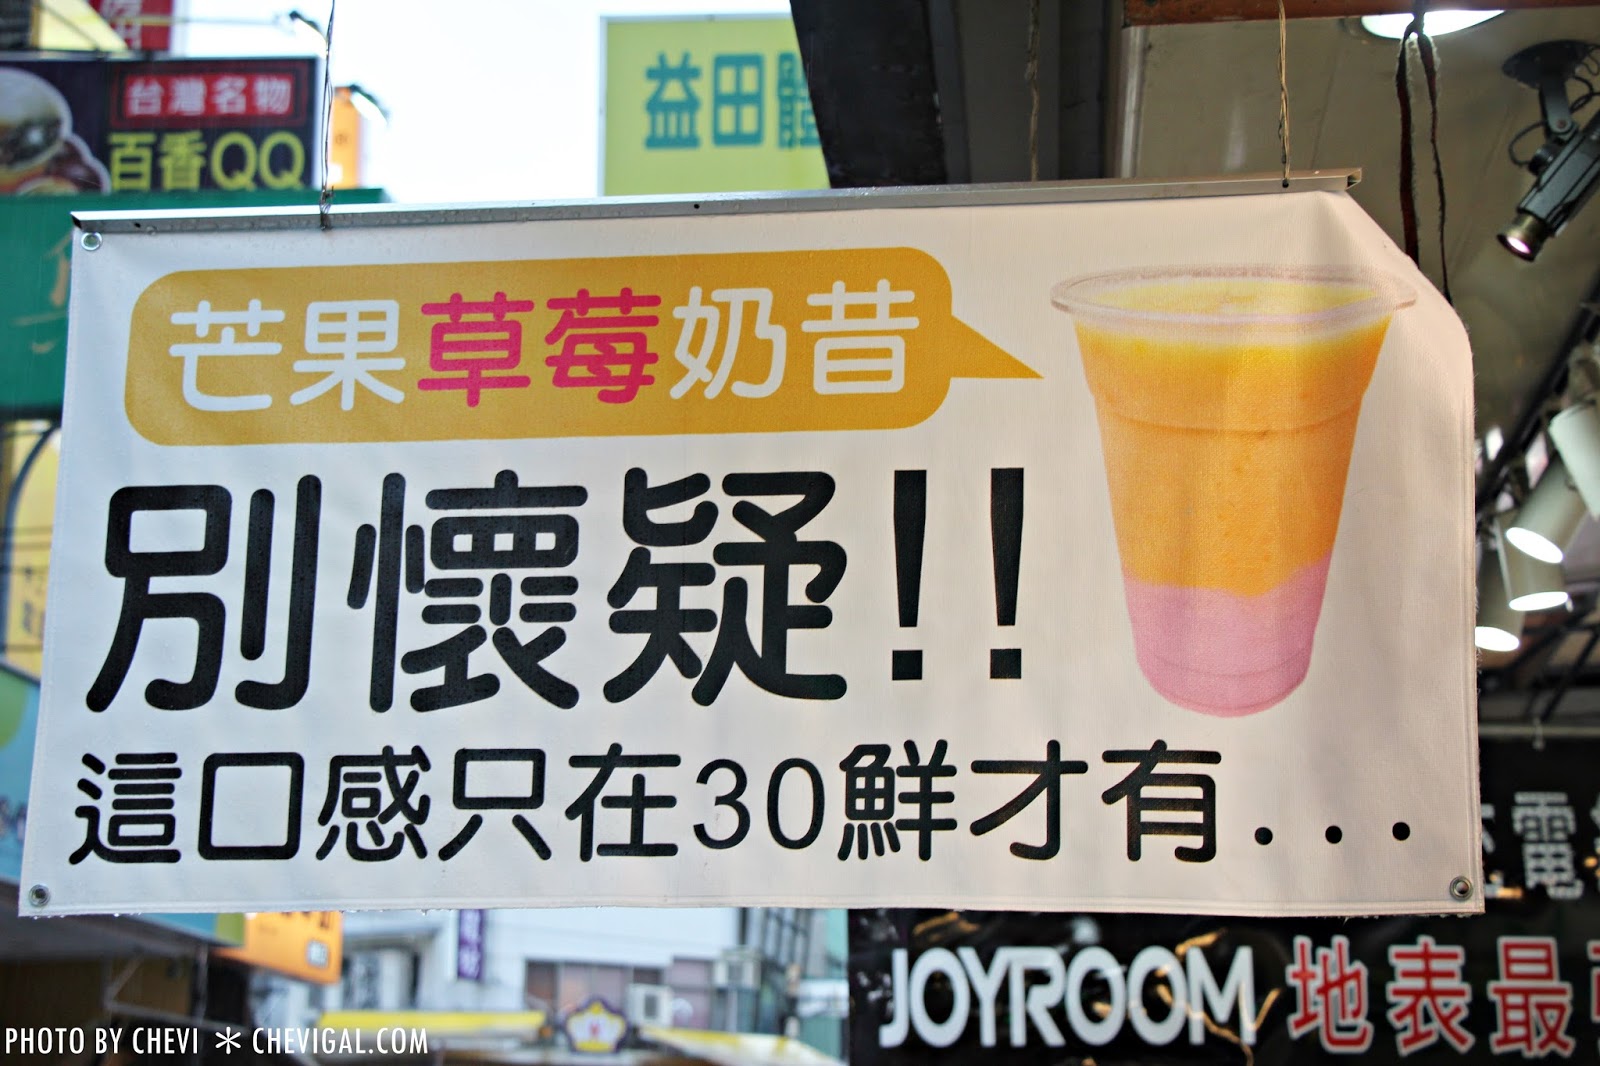 台灣名物
百香QQ
益田
芒果草莓奶昔
別懷疑!!
這口感只在30鮮才有...
電
JOYROOM 地表最
PHOTO BY CHEVI ＊ CHEVIGAL.COM